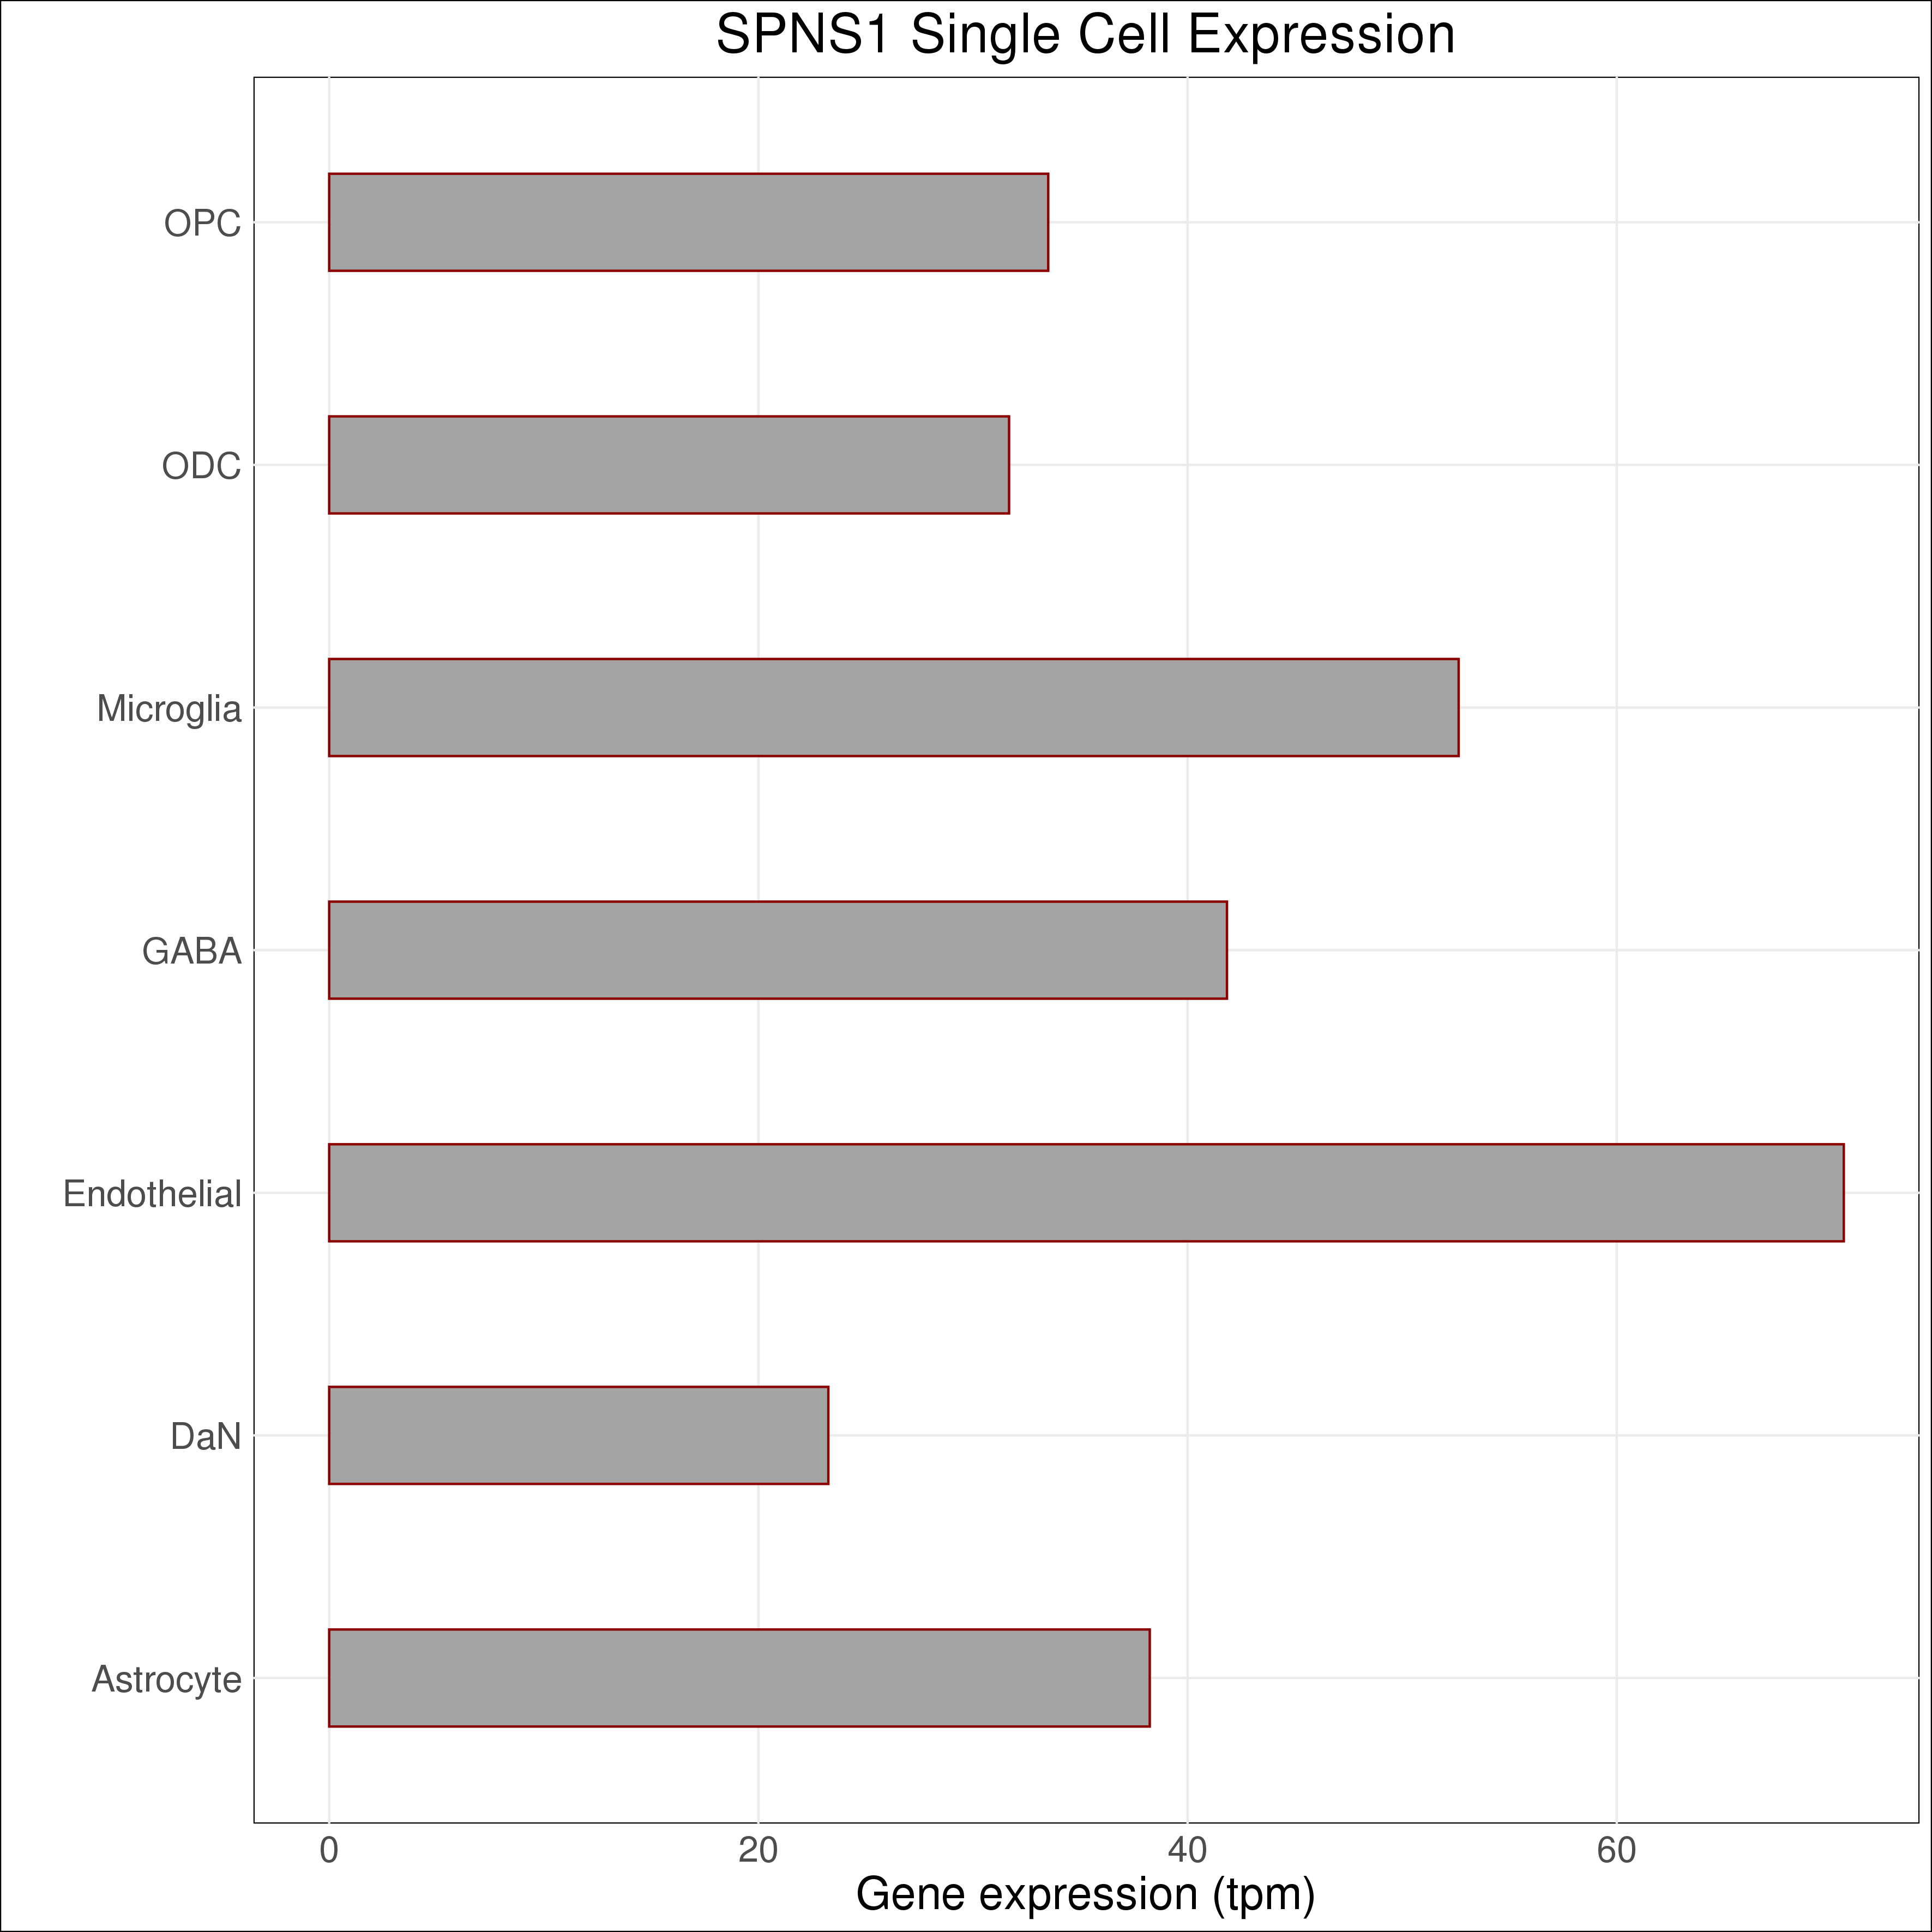 SPNS1 Single Cell Expression
OPC
ODC
Microglia
GABA
Endothelial
DaN
Astrocyte
0 20 40 60
Gene expression (tpm)